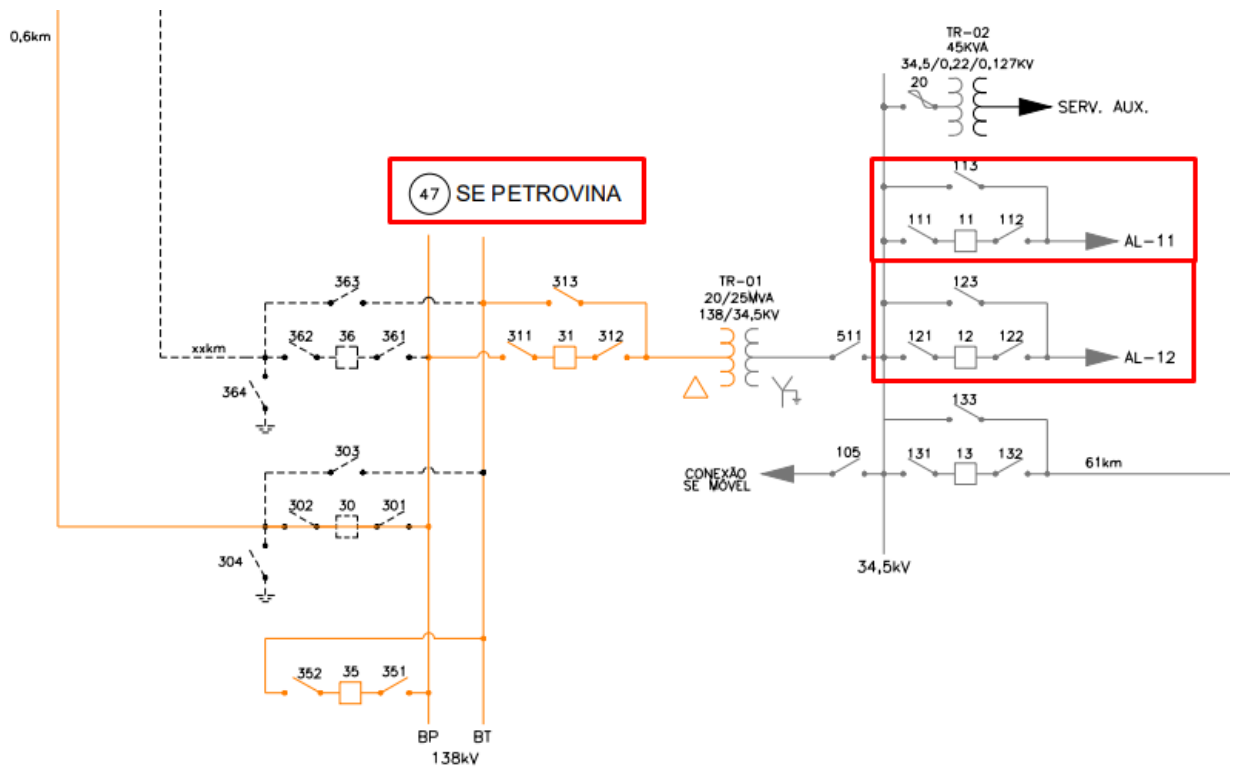 0,6km
TR-02
45KVA
34,5/0,22/0,127KV
20
SERV. AUX.
47 SE PETROVINA
113
111 11 112
AL-11
363
313
TR-01
20/25MVA
138/34,5KV
123
362 36 361
311 31 312
511
121 12 122
AL-12
xxkm
364
133
303
105
131 13 132
61km
CONEXÃO
SE MÓVEL
302 30 301
304
34,5kV
352 35 351
BP BT
138kV